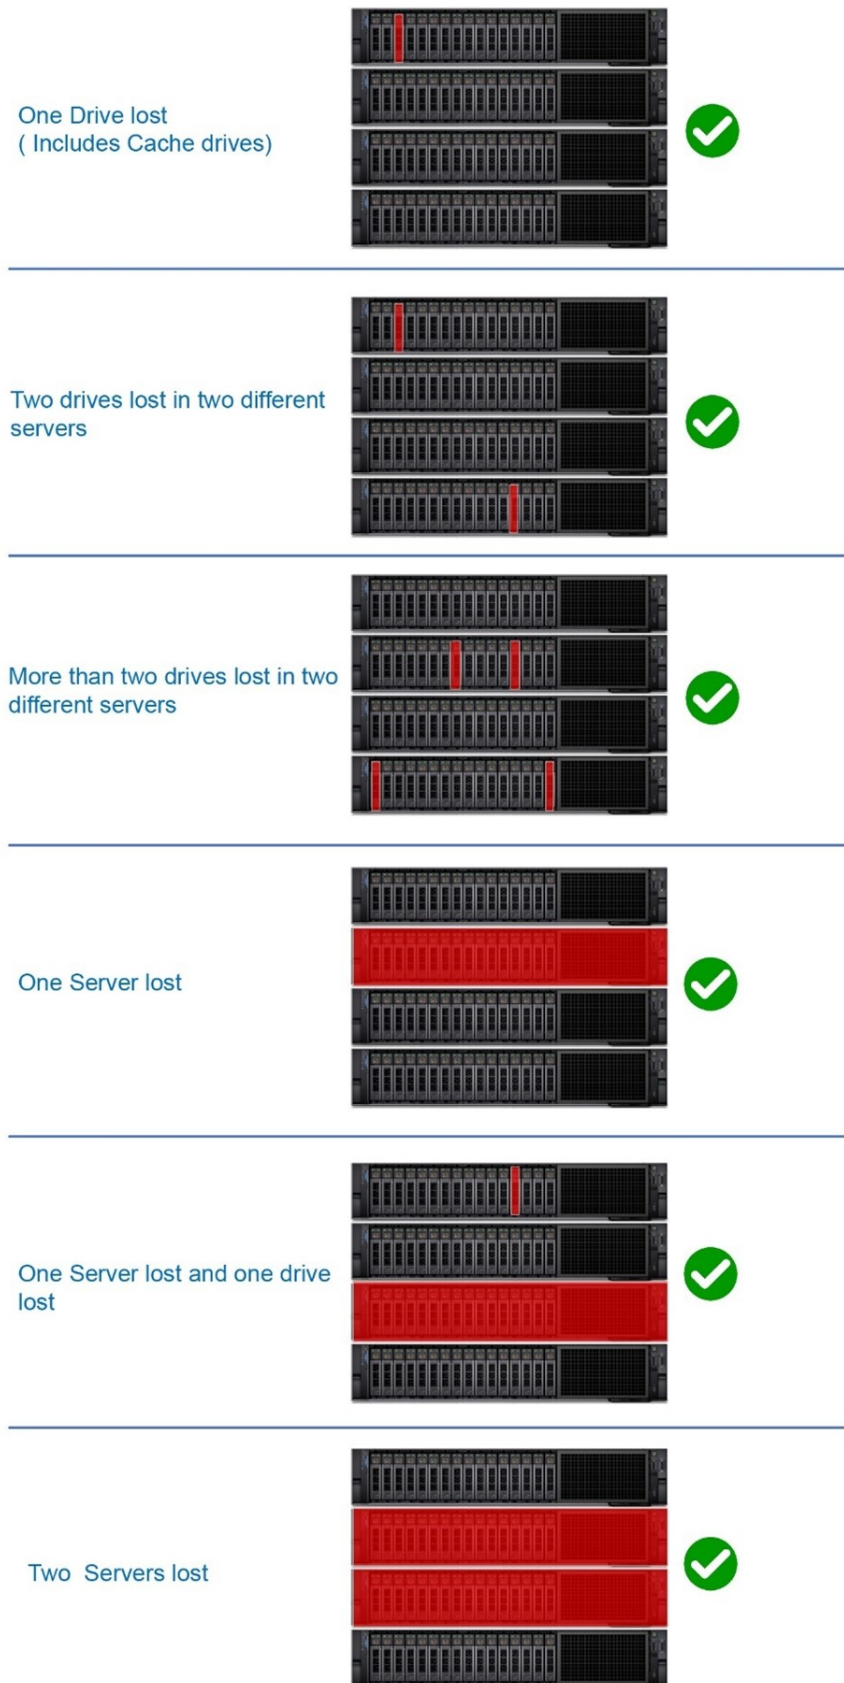 One Drive lost
( Includes Cache drives)
Two drives lost in two different
servers
More than two drives lost in two
different servers
One Server lost
One Server lost and one drive
lost
Two  Servers lost